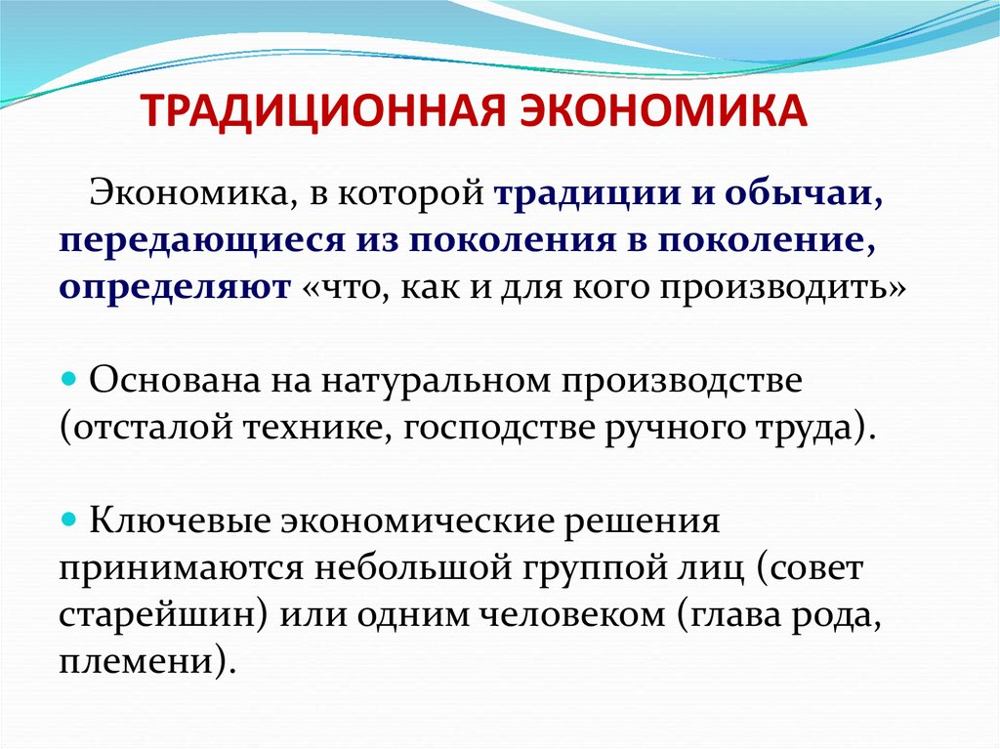 ТРАДИЦИОННАЯ ЭКОНОМИКА
Экономика, в которой традиции и обычаи,
передающиеся из поколения в поколение,
определяют «что, как и для кого производить»
• Основана на натуральном производстве
(отсталой технике, господстве ручного труда).
• Ключевые экономические решения
принимаются небольшой группой лиц (совет
старейшин) или одним человеком (глава рода,
племени).